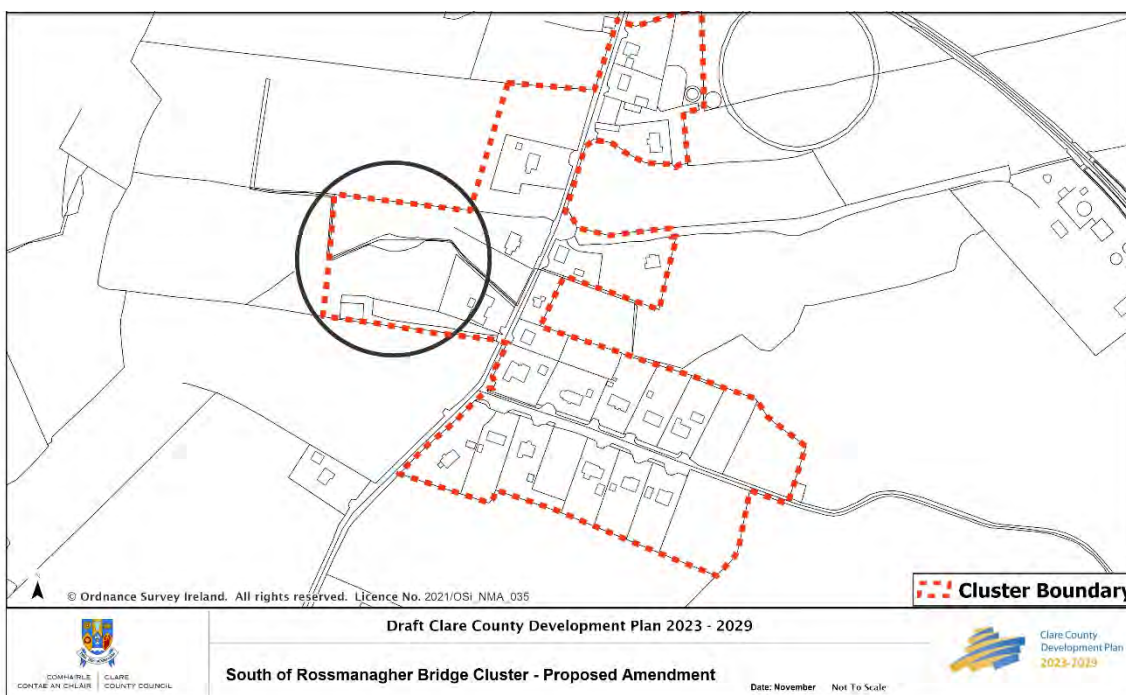 © Ordnance Survey Ireland. All rights reserved. Licence No. 2021/OSi_NMA_035
Cluster Boundary
COMHAIRLE CONTAE AN CHLÁIR
CLARE COUNTY COUNCIL
Draft Clare County Development Plan 2023 - 2029
South of Rossmanagher Bridge Cluster - Proposed Amendment
Date: November
Not To Scale
Clare County
Development Plan
2023-2029